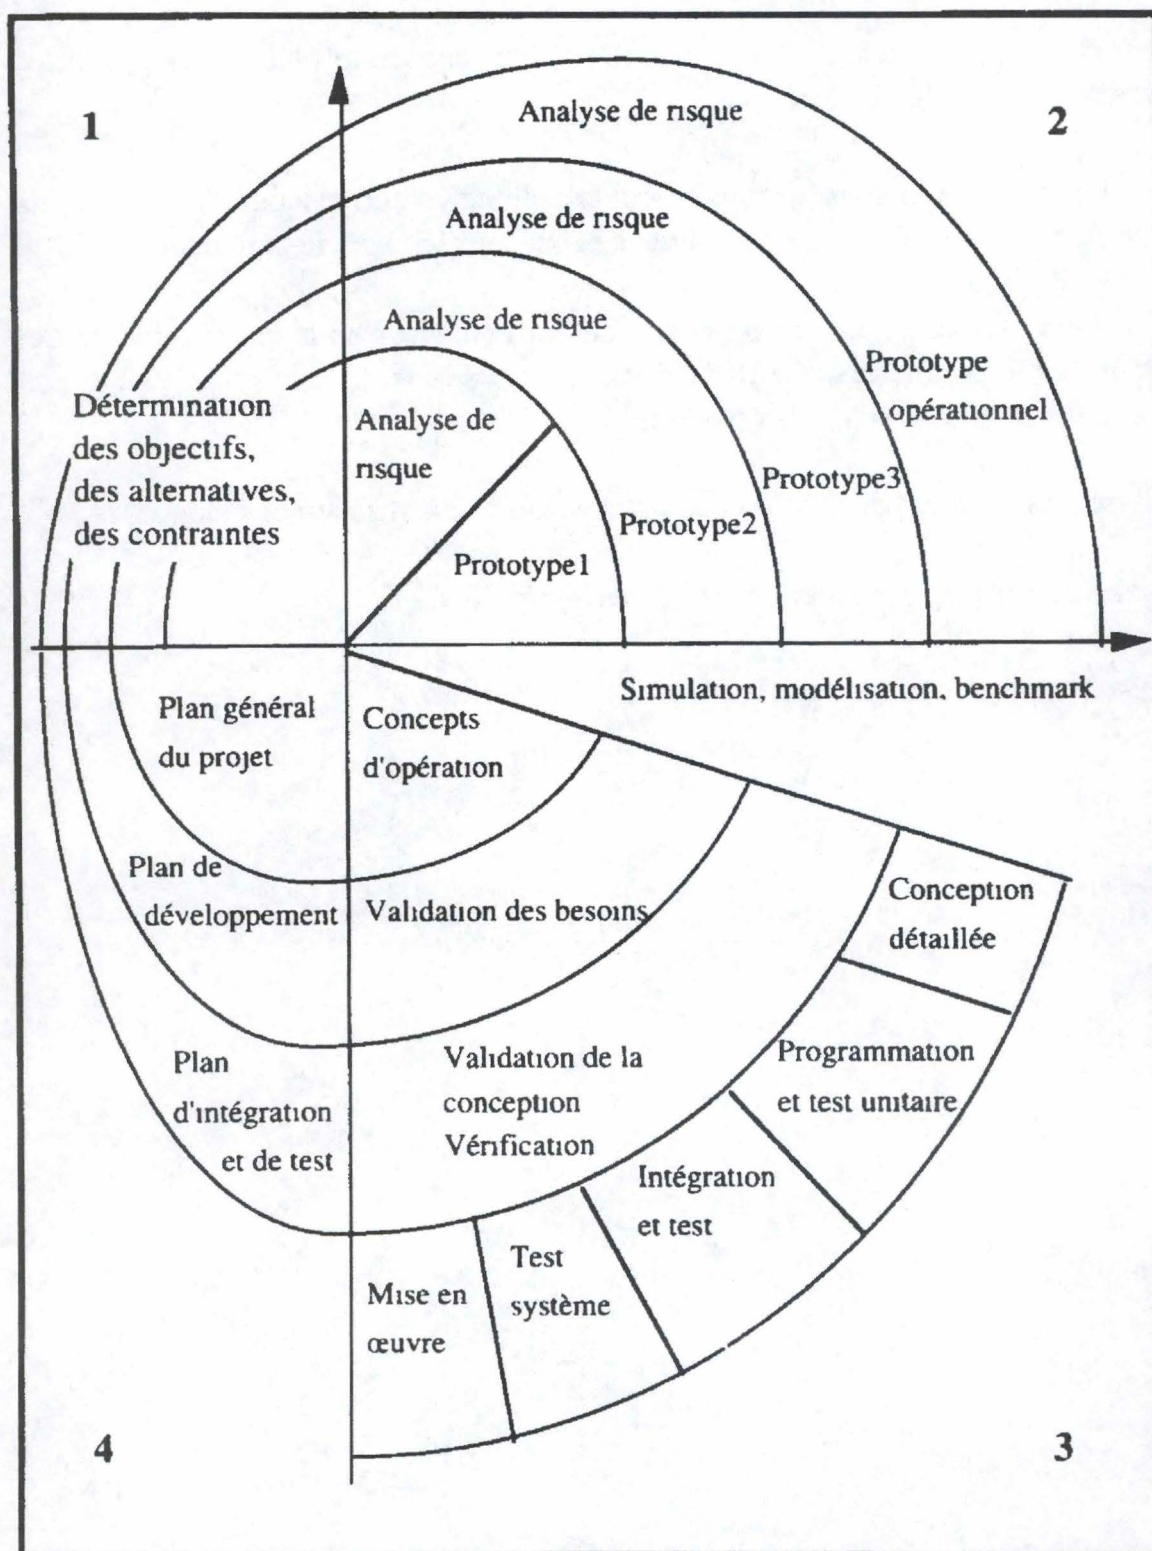 1
2
Analyse de risque
Analyse de risque
Analyse de risque
Analyse de
risque
Prototype
opérationnel
Prototype3
Prototype2
Prototype1
Détermination
des objectifs,
des alternatives,
des contraintes
Simulation, modélisation, benchmark
Plan général
du projet
Concepts
d'opération
Plan de
développement
Validation des besoins
Conception
détaillée
Plan
d'intégration
et de test
Validation de la
conception
Vérification
Programmation
et test unitaire
Intégration
et test
Test
système
Mise en
œuvre
4
3